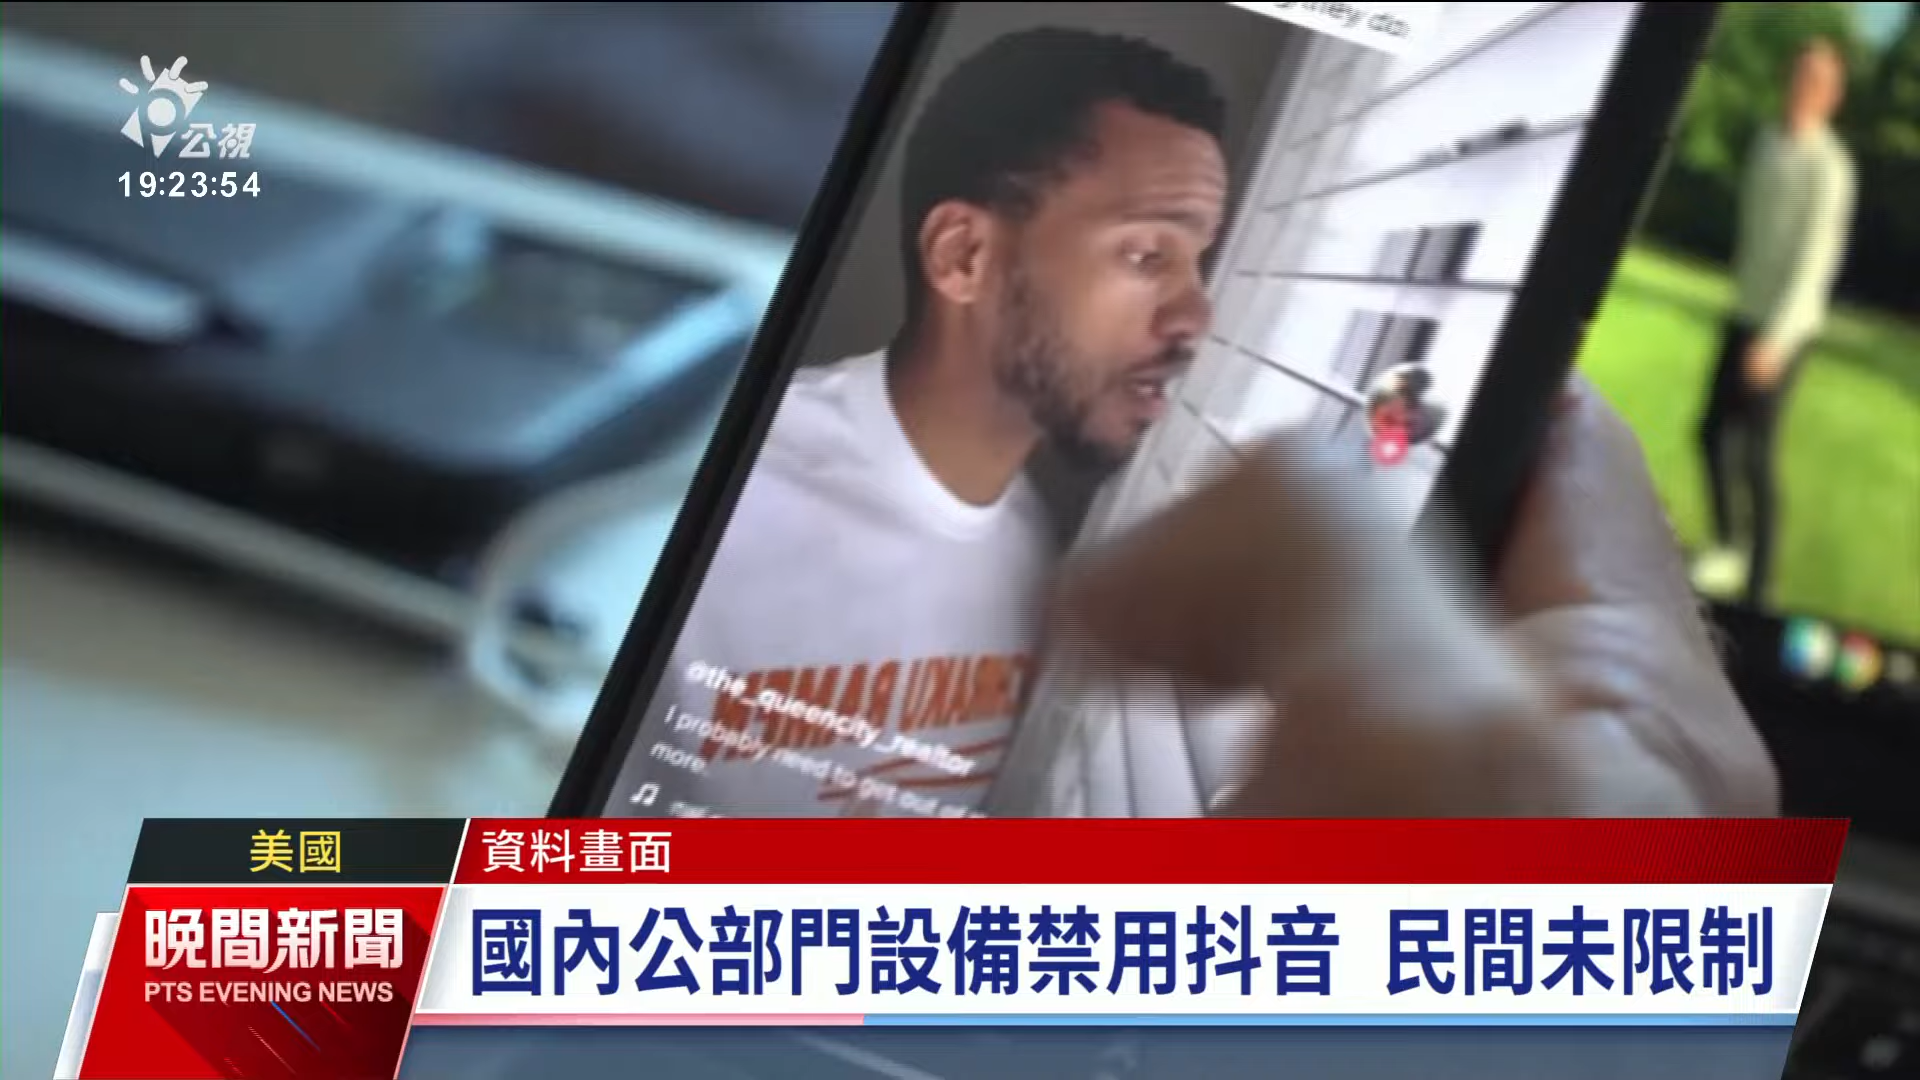 they do.
公視
19:23:54
@the_queencity_realtor
I probably need to get out of
more.
美國
資料畫面
晚間新聞
PTS EVENING NEWS
國內公部門設備禁用抖音 民間未限制